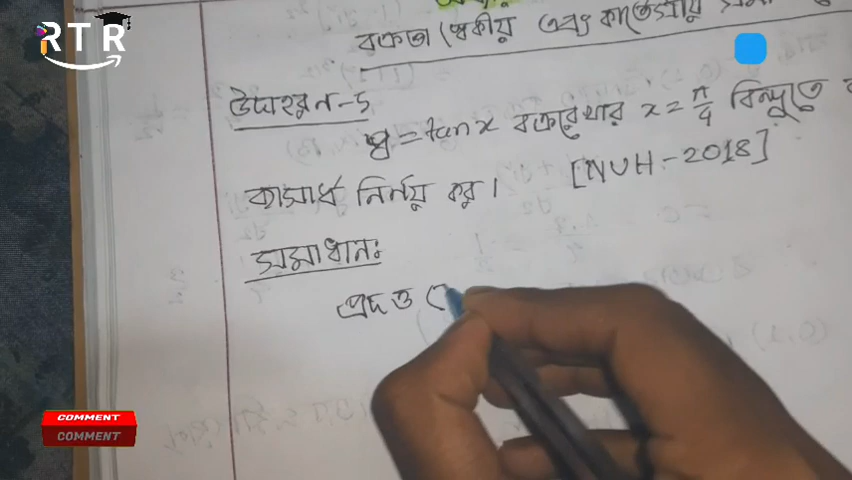 RTR
বক্রতা (পোলকীয় এবং কার্তেসীয়
উদাহরণ-5
y = tan x বক্ররেখার x = π/4 বিন্দুতে
ব্যাসার্ধ নির্ণয় কর।
[NUH-2018]
সমাধানঃ
প্রদত্ত
COMMENT
COMMENT